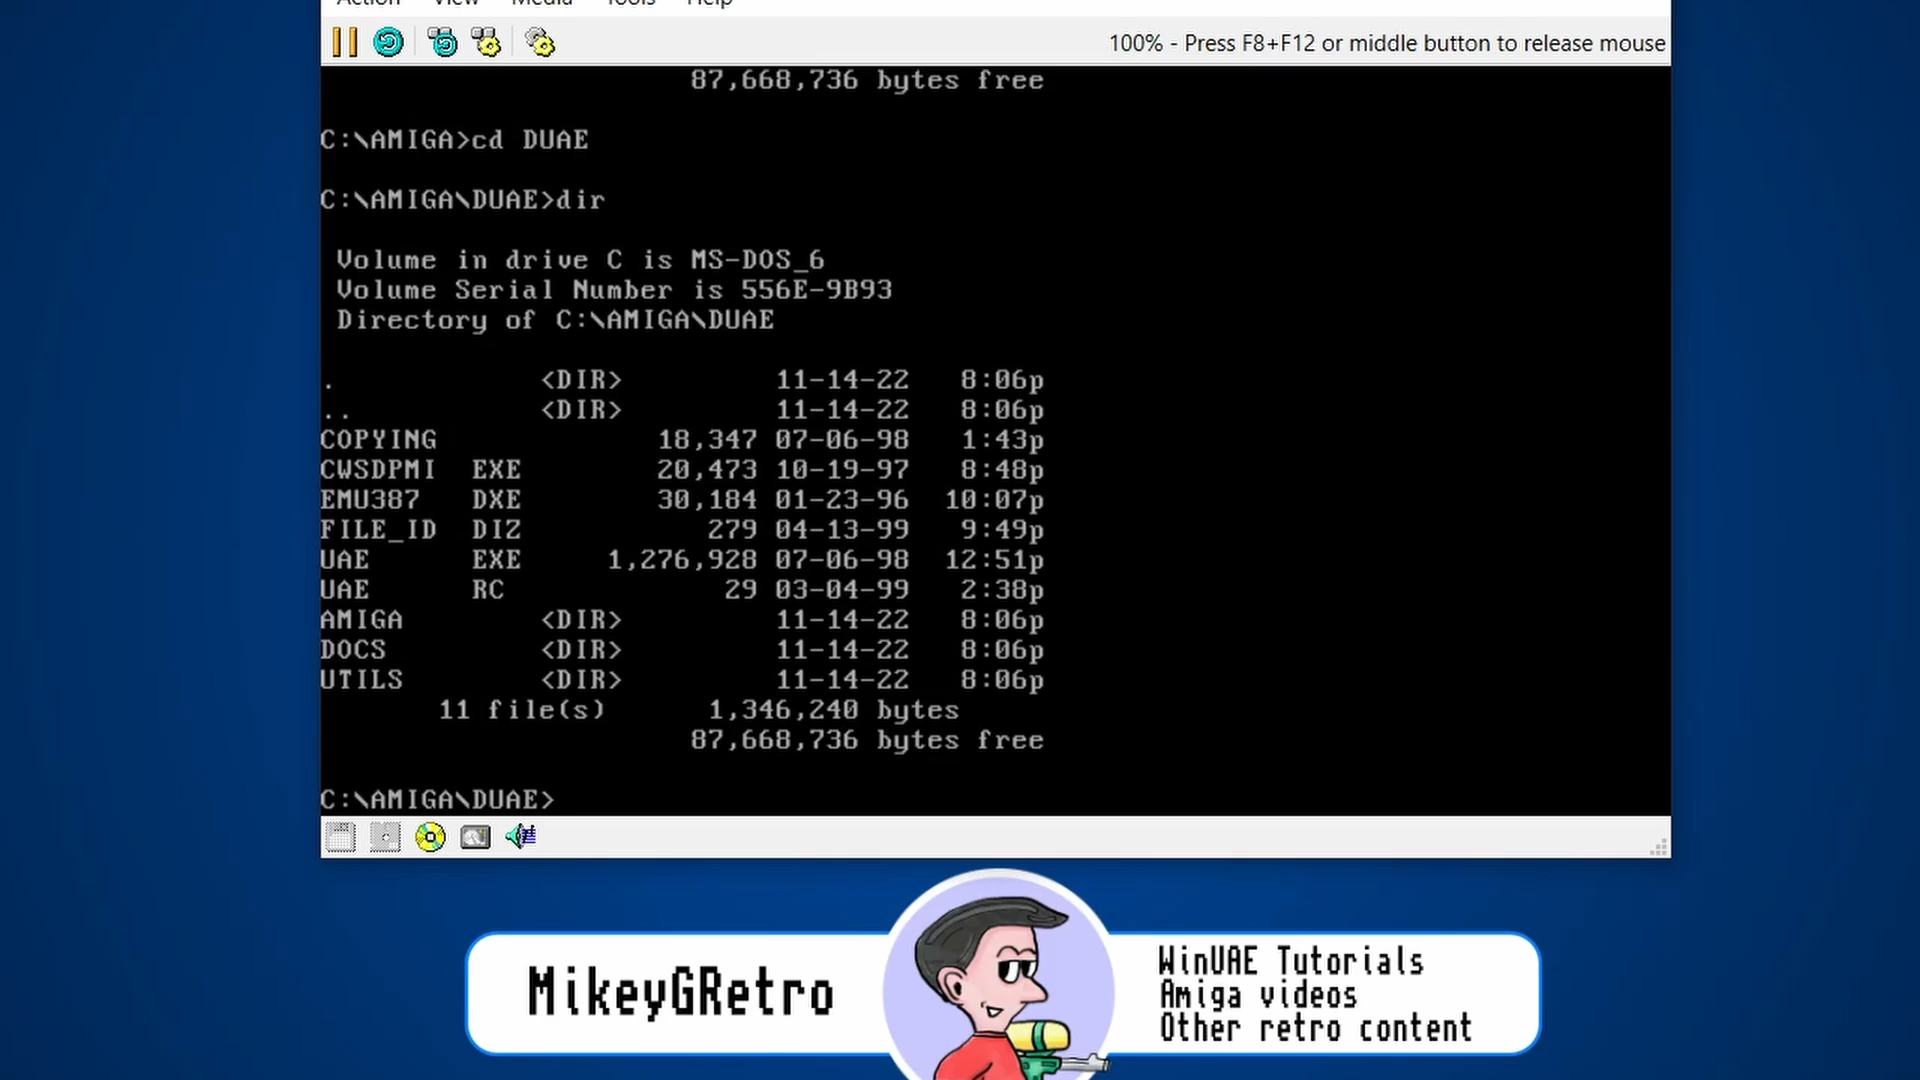 Action View Media Tools Help
100% - Press F8+F12 or middle button to release mouse
87,668,736 bytes free
C:\AMIGA>cd DUAE
C:\AMIGA\DUAE>dir
Volume in drive C is MS-DOS_6
Volume Serial Number is 556E-9B93
Directory of C:\AMIGA\DUAE
. <DIR> 11-14-22 8:06p
.. <DIR> 11-14-22 8:06p
COPYING 18,347 07-06-98 1:43p
CWSDPMI EXE 20,473 10-19-97 8:48p
EMU387 DXE 30,184 01-23-96 10:07p
FILE_ID DIZ 279 04-13-99 9:49p
UAE EXE 1,276,928 07-06-98 12:51p
UAE RC 29 03-04-99 2:38p
AMIGA <DIR> 11-14-22 8:06p
DOCS <DIR> 11-14-22 8:06p
UTILS <DIR> 11-14-22 8:06p
11 file(s) 1,346,240 bytes
87,668,736 bytes free
C:\AMIGA\DUAE>
MikeyGRetro
WinUAE Tutorials
Amiga videos
Other retro content